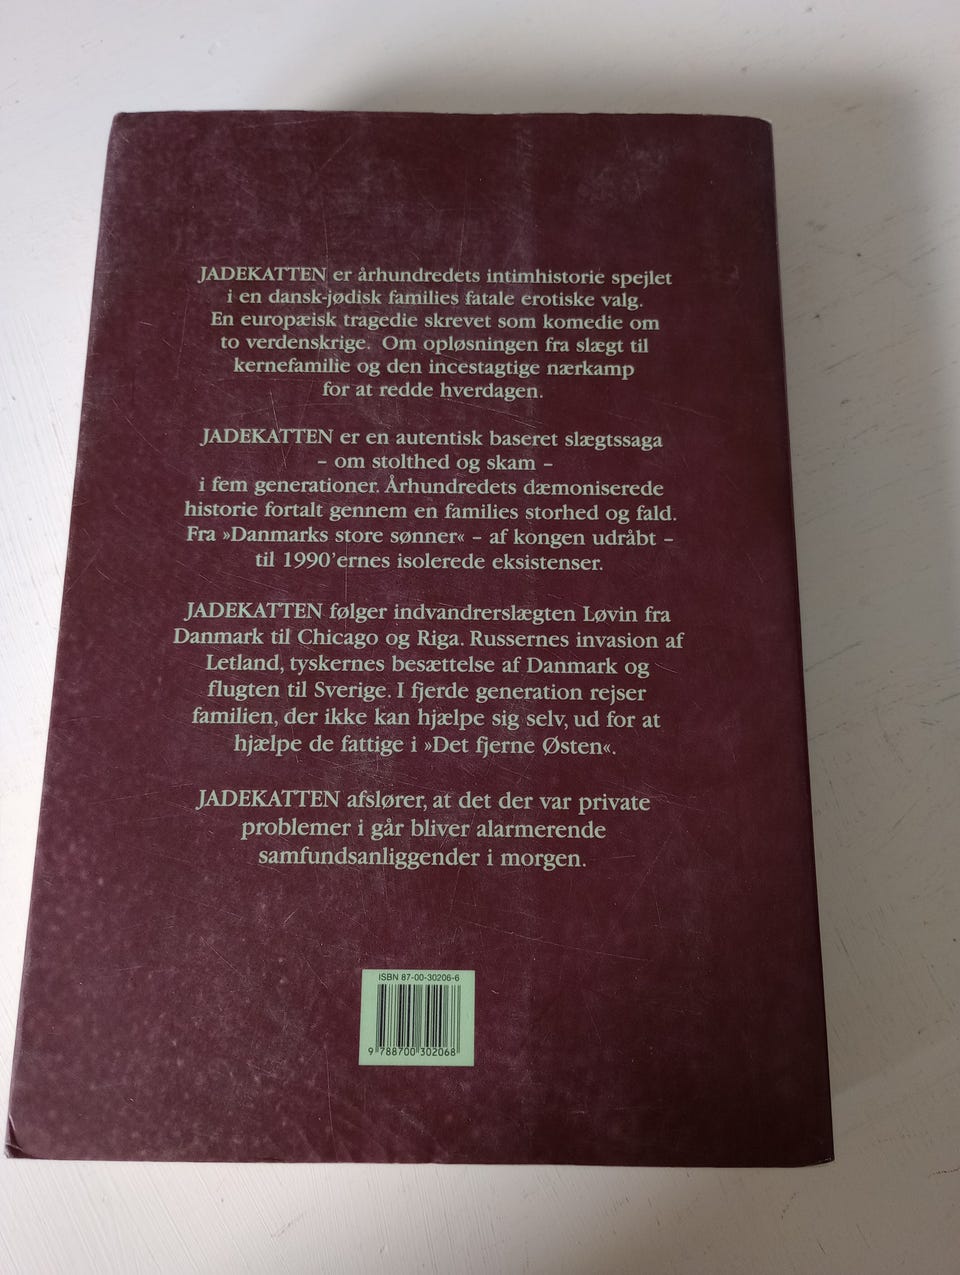 JADEKATTEN er århundredets intimhistorie spejlet
i en dansk-jødisk families fatale erotiske valg.
En europæisk tragedie skrevet som komedie om
to verdenskrige. Om opløsningen fra slægt til
kernefamilie og den incestagtige nærkamp
for at redde hverdagen.
JADEKATTEN er en autentisk baseret slægtssaga
– om stolthed og skam –
i fem generationer. Århundredets dæmoniserede
historie fortalt gennem en families storhed og fald.
Fra »Danmarks store sønner« – af kongen udråbt –
til 1990'ernes isolerede eksistenser.
JADEKATTEN følger indvandrerslægten Løvin fra
Danmark til Chicago og Riga. Russernes invasion af
Letland, tyskernes besættelse af Danmark og
flugten til Sverige. I fjerde generation rejser
familien, der ikke kan hjælpe sig selv, ud for at
hjælpe de fattige i »Det fjerne Østen«.
JADEKATTEN afslører, at det der var private
problemer i går bliver alarmerende
samfundsanliggender i morgen.
ISBN 87-00-30206-6
9 788700 302068